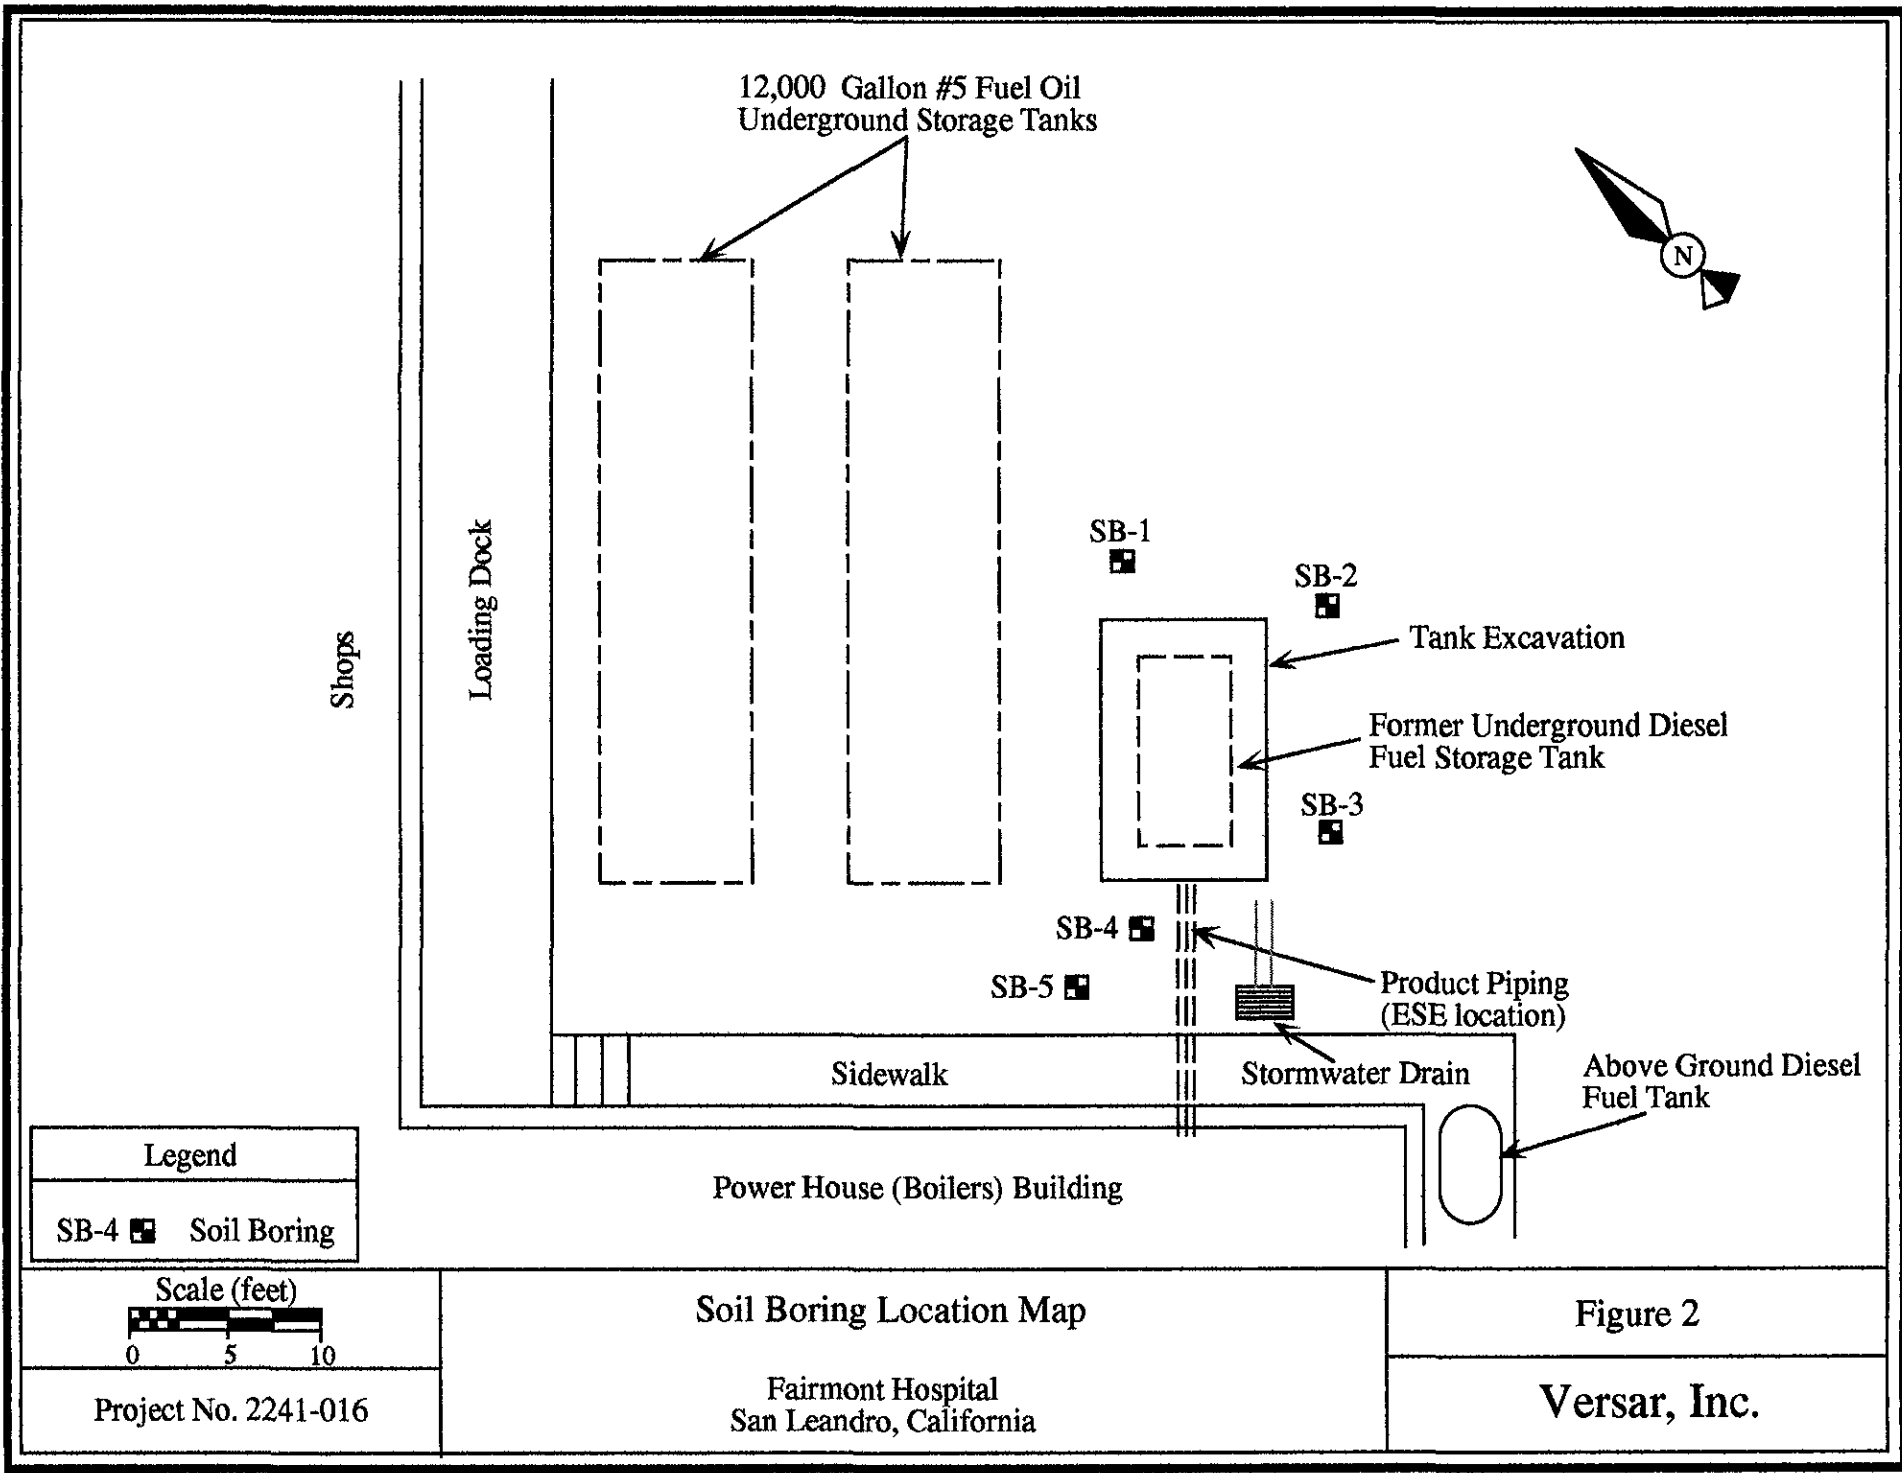 12,000 Gallon #5 Fuel Oil
Underground Storage Tanks
N
SB-1
SB-2
Tank Excavation
Loading Dock
Shops
Former Underground Diesel
Fuel Storage Tank
SB-3
SB-4
SB-5
Product Piping
(ESE location)
Sidewalk
Stormwater Drain
Above Ground Diesel
Fuel Tank
Legend
SB-4 Soil Boring
Power House (Boilers) Building
Scale (feet)
0 5 10
Project No. 2241-016
Soil Boring Location Map
Fairmont Hospital
San Leandro, California
Figure 2
Versar, Inc.